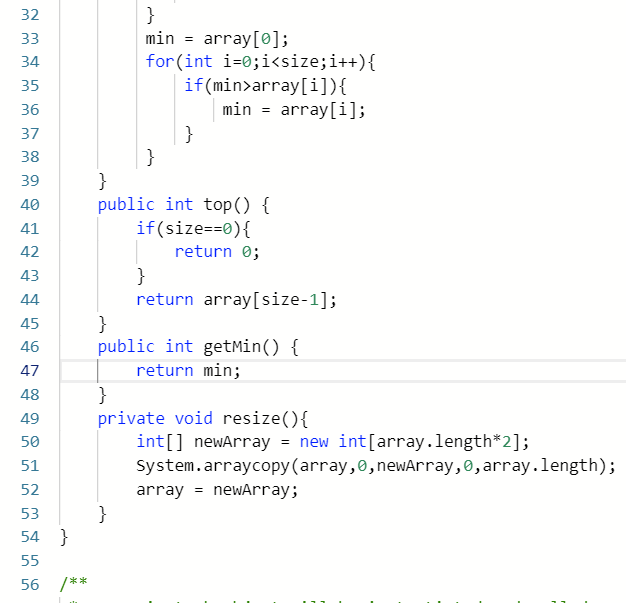 32 }
33 min = array[0];
34 for(int i=0;i<size;i++){
35 if(min>array[i]){
36 min = array[i];
37 }
38 }
39 }
40 public int top() {
41 if(size==0){
42 return 0;
43 }
44 return array[size-1];
45 }
46 public int getMin() {
47 return min;
48 }
49 private void resize(){
50 int[] newArray = new int[array.length*2];
51 System.arraycopy(array,0,newArray,0,array.length);
52 array = newArray;
53 }
54 }
55
56 /**